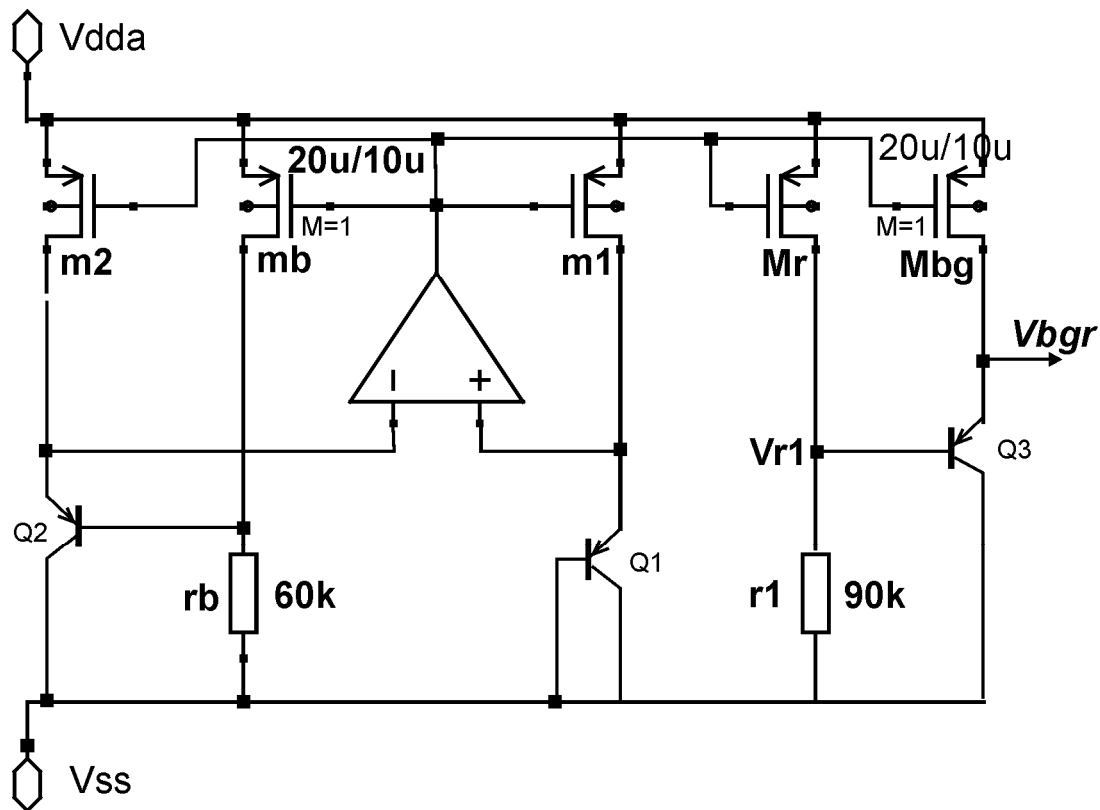 Vdda
20u/10u
20u/10u
M=1
M=1
m2
mb
m1
Mr
Mbg
Vbgr
− +
Vr1
Q3
Q2
Q1
rb
60k
r1
90k
Vss